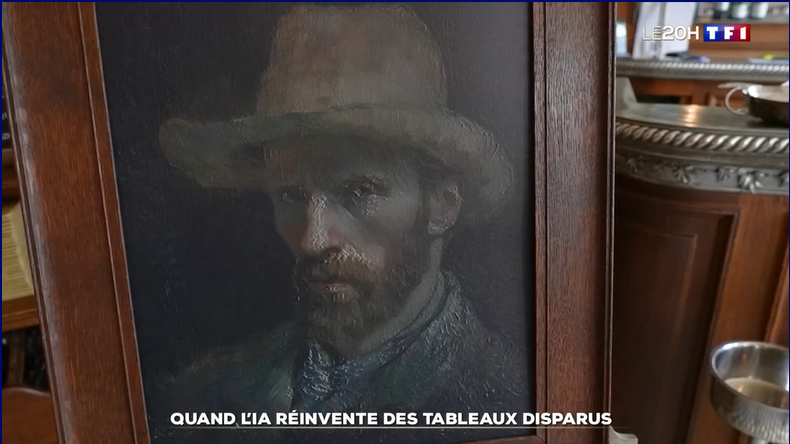 LE20H TF1
QUAND L'IA RÉINVENTE DES TABLEAUX DISPARUS